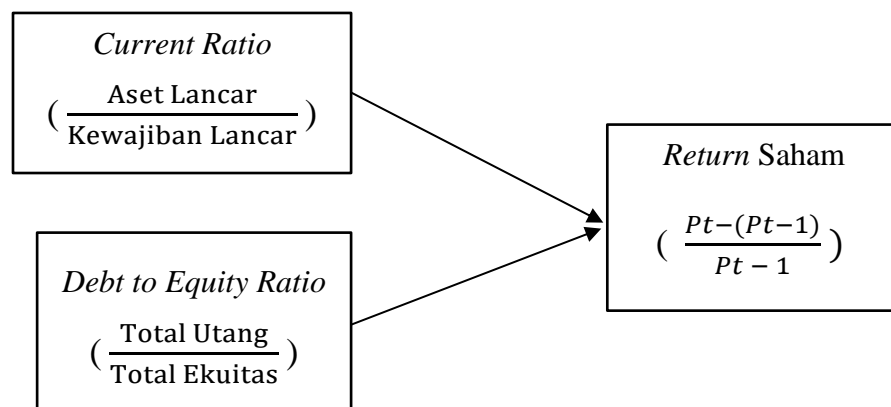 Current Ratio
( Aset Lancar
Kewajiban Lancar )
Debt to Equity Ratio
( Total Utang
Total Ekuitas )
Return Saham
( Pt−(Pt−1)
Pt − 1 )